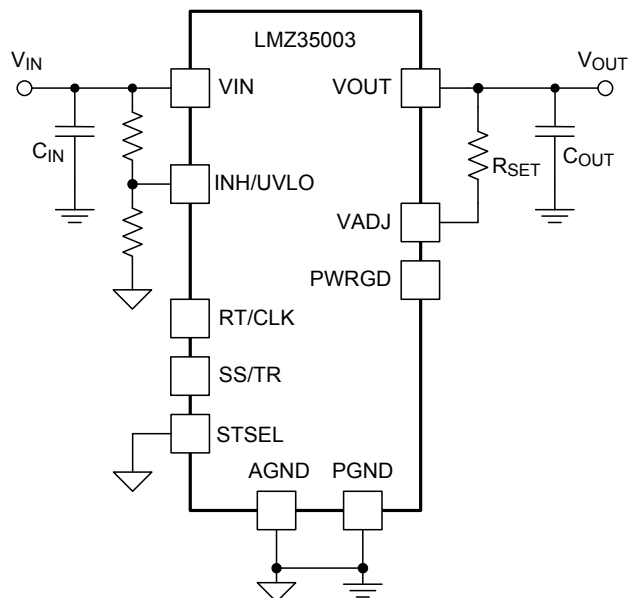 LMZ35003
VIN
VIN
VOUT
VOUT
CIN
INH/UVLO
RSET
COUT
VADJ
PWRGD
RT/CLK
SS/TR
STSEL
AGND
PGND